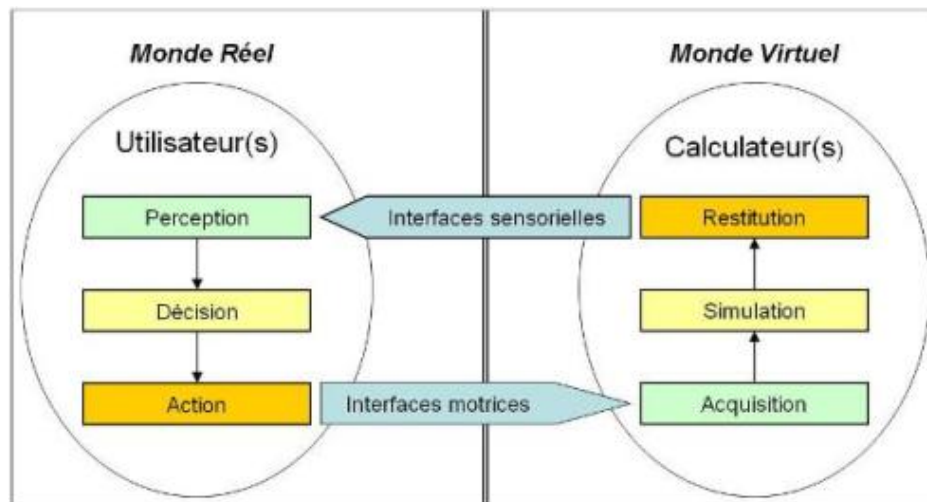 Monde Réel
Monde Virtuel
Utilisateur(s)
Calculateur(s)
Perception
Interfaces sensorielles
Restitution
Décision
Simulation
Action
Interfaces motrices
Acquisition